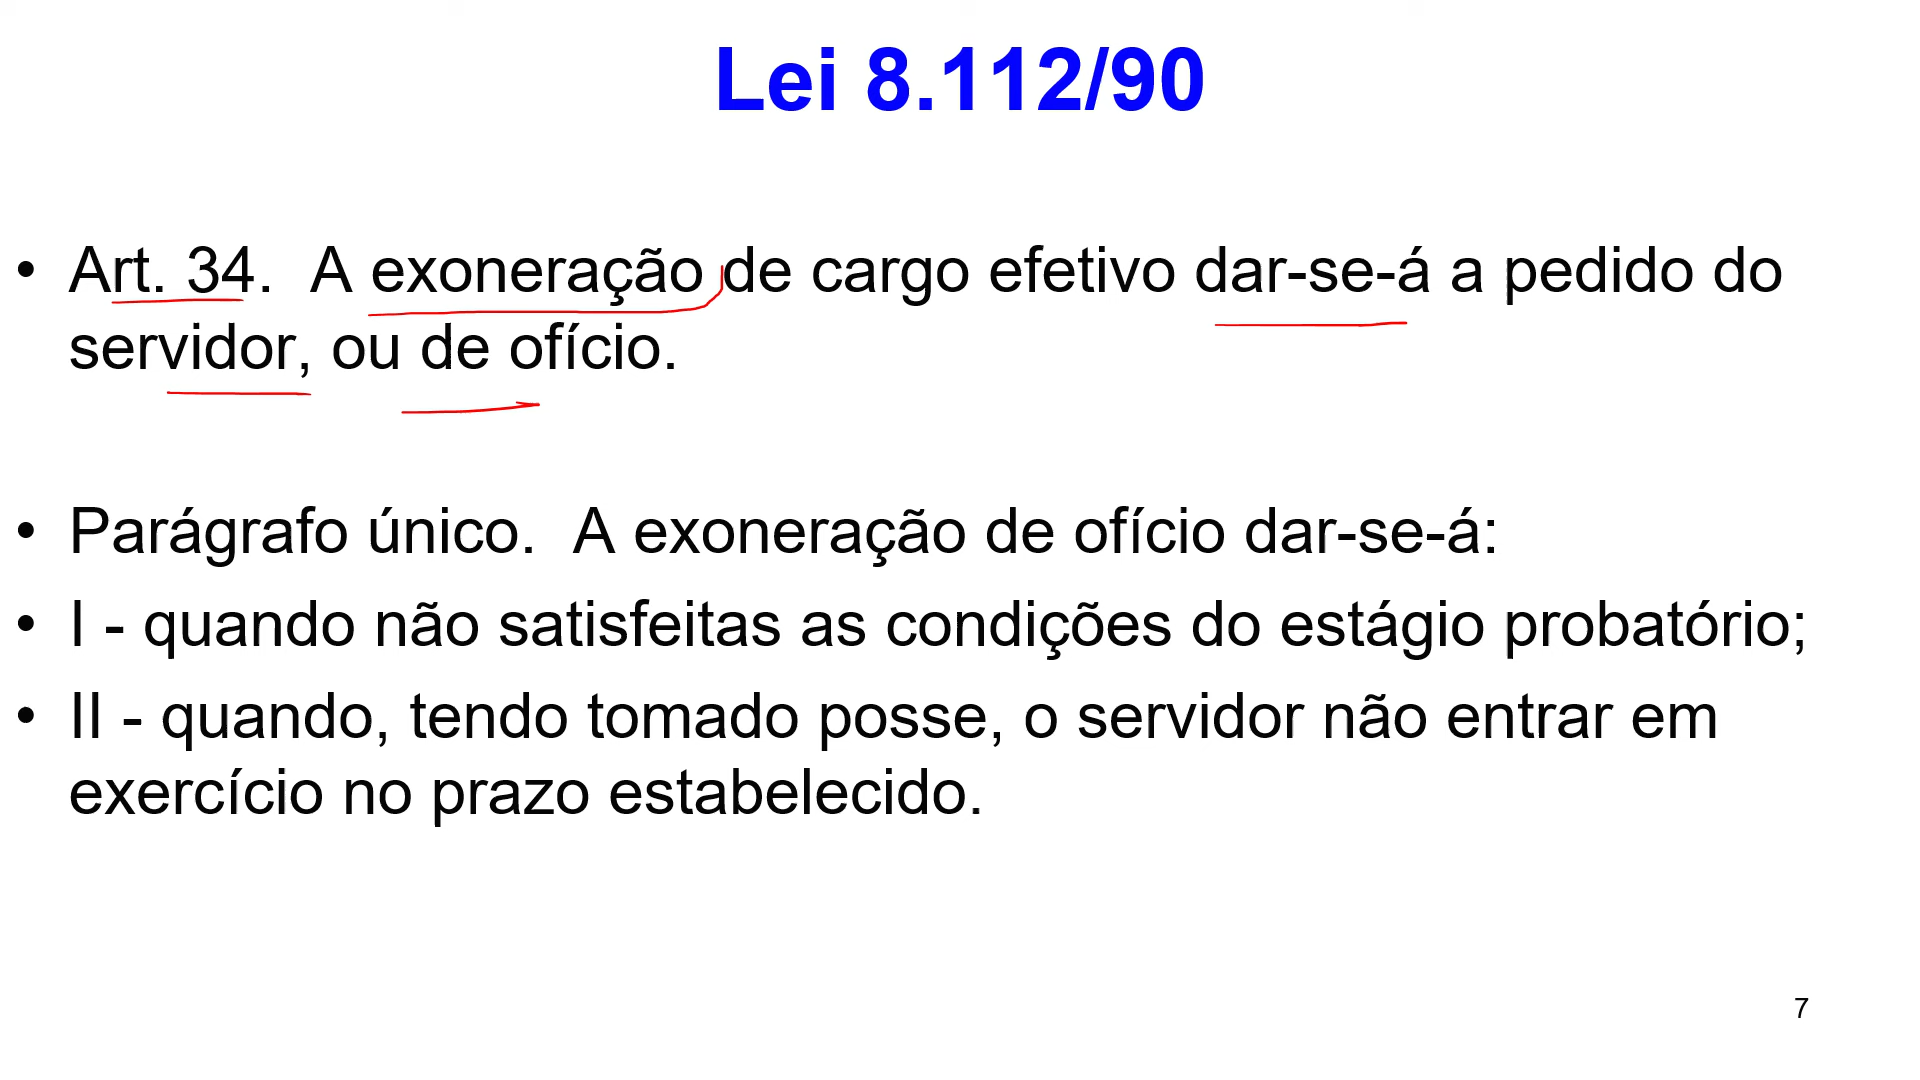 Lei 8.112/90
• Art. 34.  A exoneração de cargo efetivo dar-se-á a pedido do
servidor, ou de ofício.
• Parágrafo único.  A exoneração de ofício dar-se-á:
• I - quando não satisfeitas as condições do estágio probatório;
• II - quando, tendo tomado posse, o servidor não entrar em
exercício no prazo estabelecido.
7